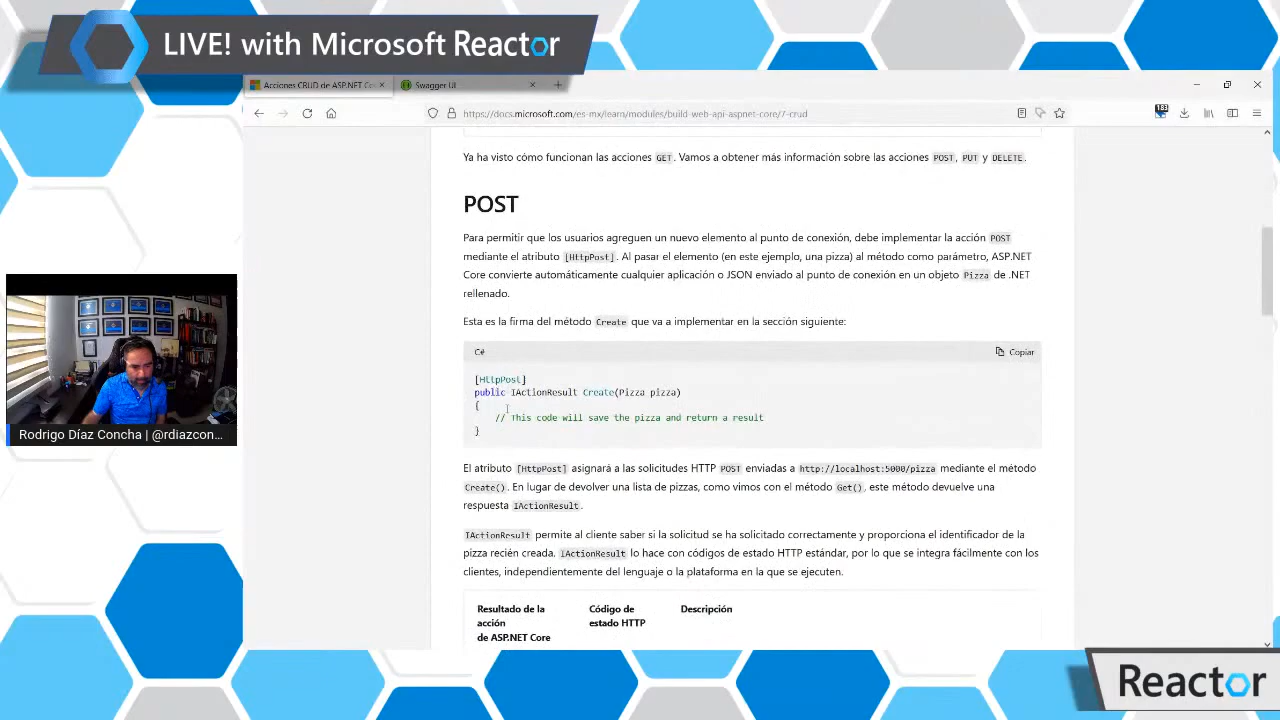 LIVE! with Microsoft Reactor
Acciones CRUD de ASP.NET Co
Swagger UI
https://docs.microsoft.com/es-mx/learn/modules/build-web-api-aspnet-core/7-crud
183
Ya ha visto cómo funcionan las acciones GET. Vamos a obtener más información sobre las acciones POST, PUT y DELETE.
POST
Para permitir que los usuarios agreguen un nuevo elemento al punto de conexión, debe implementar la acción POST
mediante el atributo [HttpPost]. Al pasar el elemento (en este ejemplo, una pizza) al método como parámetro, ASP.NET
Core convierte automáticamente cualquier aplicación o JSON enviado al punto de conexión en un objeto Pizza de .NET
rellenado.
Esta es la firma del método Create que va a implementar en la sección siguiente:
C#
Copiar
[HttpPost]
public IActionResult Create(Pizza pizza)
{
// This code will save the pizza and return a result
}
El atributo [HttpPost] asignará a las solicitudes HTTP POST enviadas a http://localhost:5000/pizza mediante el método
Create(). En lugar de devolver una lista de pizzas, como vimos con el método Get(), este método devuelve una
respuesta IActionResult.
IActionResult permite al cliente saber si la solicitud se ha solicitado correctamente y proporciona el identificador de la
pizza recién creada. IActionResult lo hace con códigos de estado HTTP estándar, por lo que se integra fácilmente con los
clientes, independientemente del lenguaje o la plataforma en la que se ejecuten.
Resultado de la
acción
de ASP.NET Core
Código de
estado HTTP
Descripción
Rodrigo Díaz Concha | @rdiazcon...
Reactor